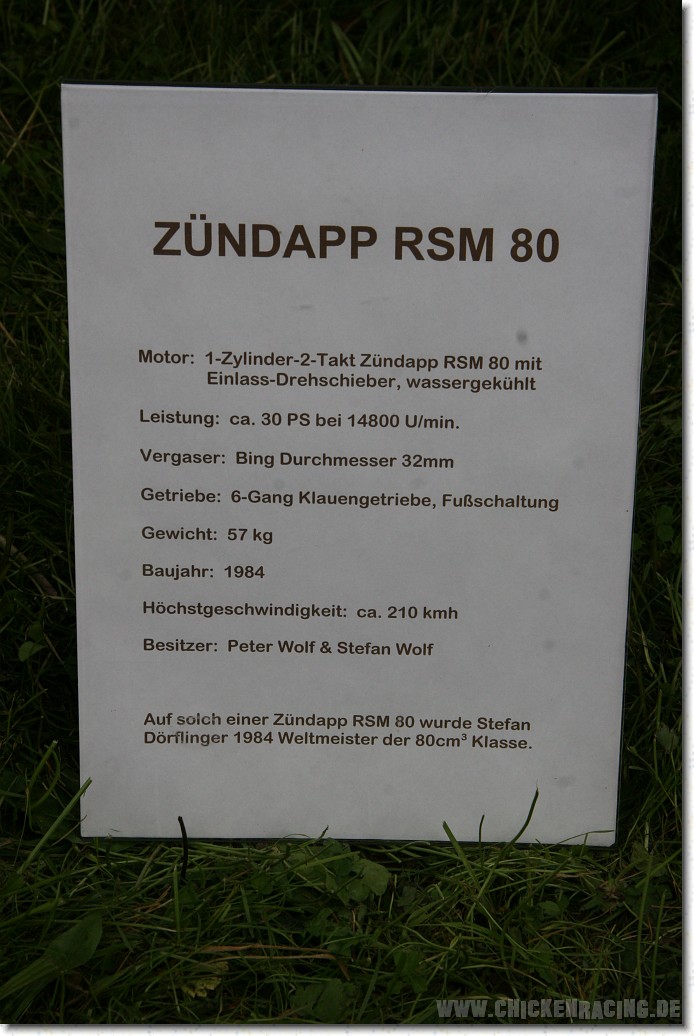 ZÜNDAPP RSM 80
Motor: 1-Zylinder-2-Takt Zündapp RSM 80 mit
Einlass-Drehschieber, wassergekühlt
Leistung: ca. 30 PS bei 14800 U/min.
Vergaser: Bing Durchmesser 32mm
Getriebe: 6-Gang Klauengetriebe, Fußschaltung
Gewicht: 57 kg
Baujahr: 1984
Höchstgeschwindigkeit: ca. 210 kmh
Besitzer: Peter Wolf & Stefan Wolf
Auf solch einer Zündapp RSM 80 wurde Stefan
Dörflinger 1984 Weltmeister der 80cm³ Klasse.
WWW.CHICKENRACING.DE